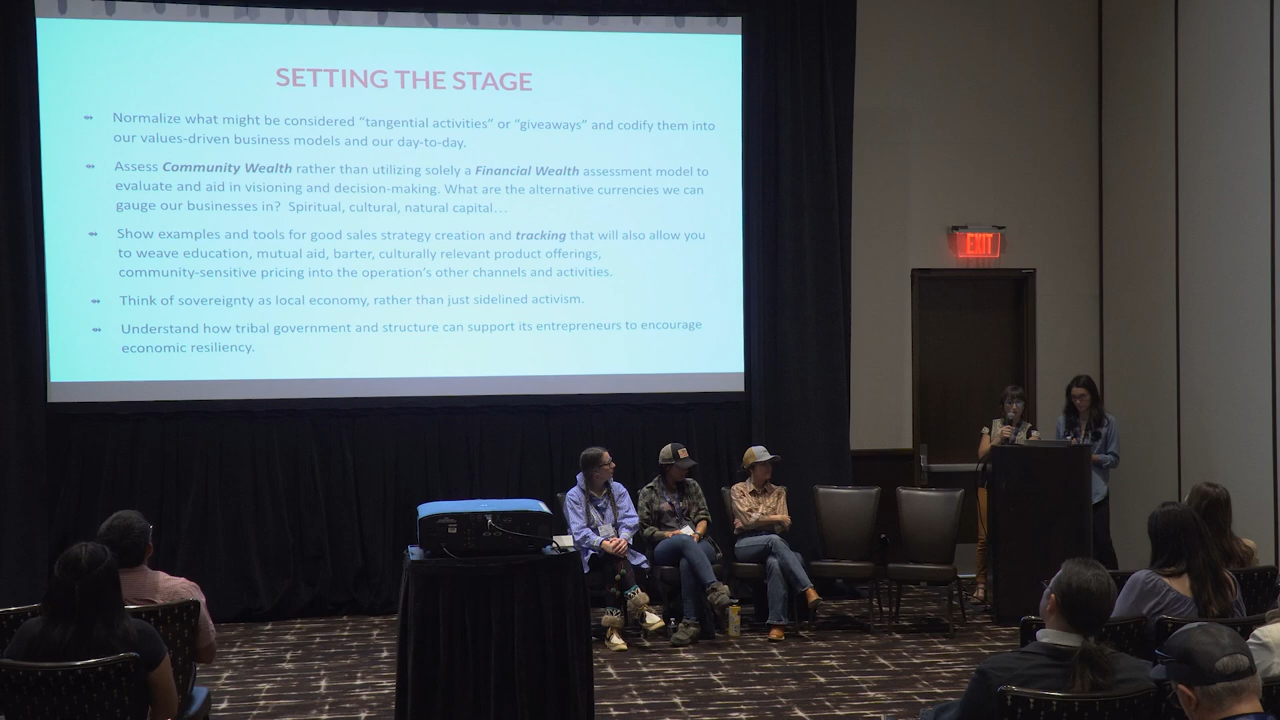 SETTING THE STAGE
Normalize what might be considered “tangential activities” or “giveaways” and codify them into
our values-driven business models and our day-to-day.
Assess Community Wealth rather than utilizing solely a Financial Wealth assessment model to
evaluate and aid in visioning and decision-making. What are the alternative currencies we can
gauge our businesses in?  Spiritual, cultural, natural capital…
Show examples and tools for good sales strategy creation and tracking that will also allow you
to weave education, mutual aid, barter, culturally relevant product offerings,
community-sensitive pricing into the operation’s other channels and activities.
Think of sovereignty as local economy, rather than just sidelined activism.
Understand how tribal government and structure can support its entrepreneurs to encourage
economic resiliency.
EXIT